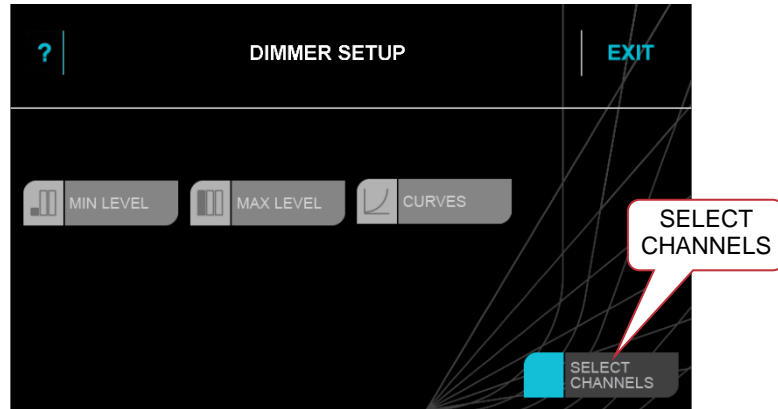 ?
DIMMER SETUP
EXIT
MIN LEVEL
MAX LEVEL
CURVES
SELECT
CHANNELS
SELECT
CHANNELS